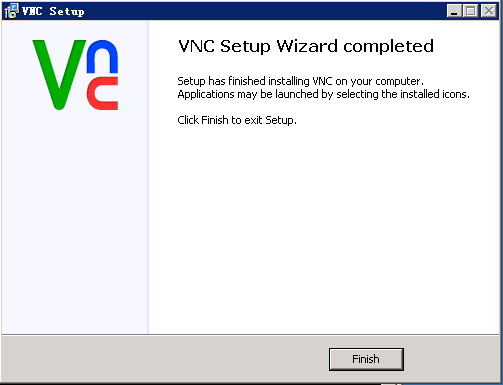 VNC Setup
VNC Setup Wizard completed
Vnc
Setup has finished installing VNC on your computer.
Applications may be launched by selecting the installed icons.
Click Finish to exit Setup.
Finish